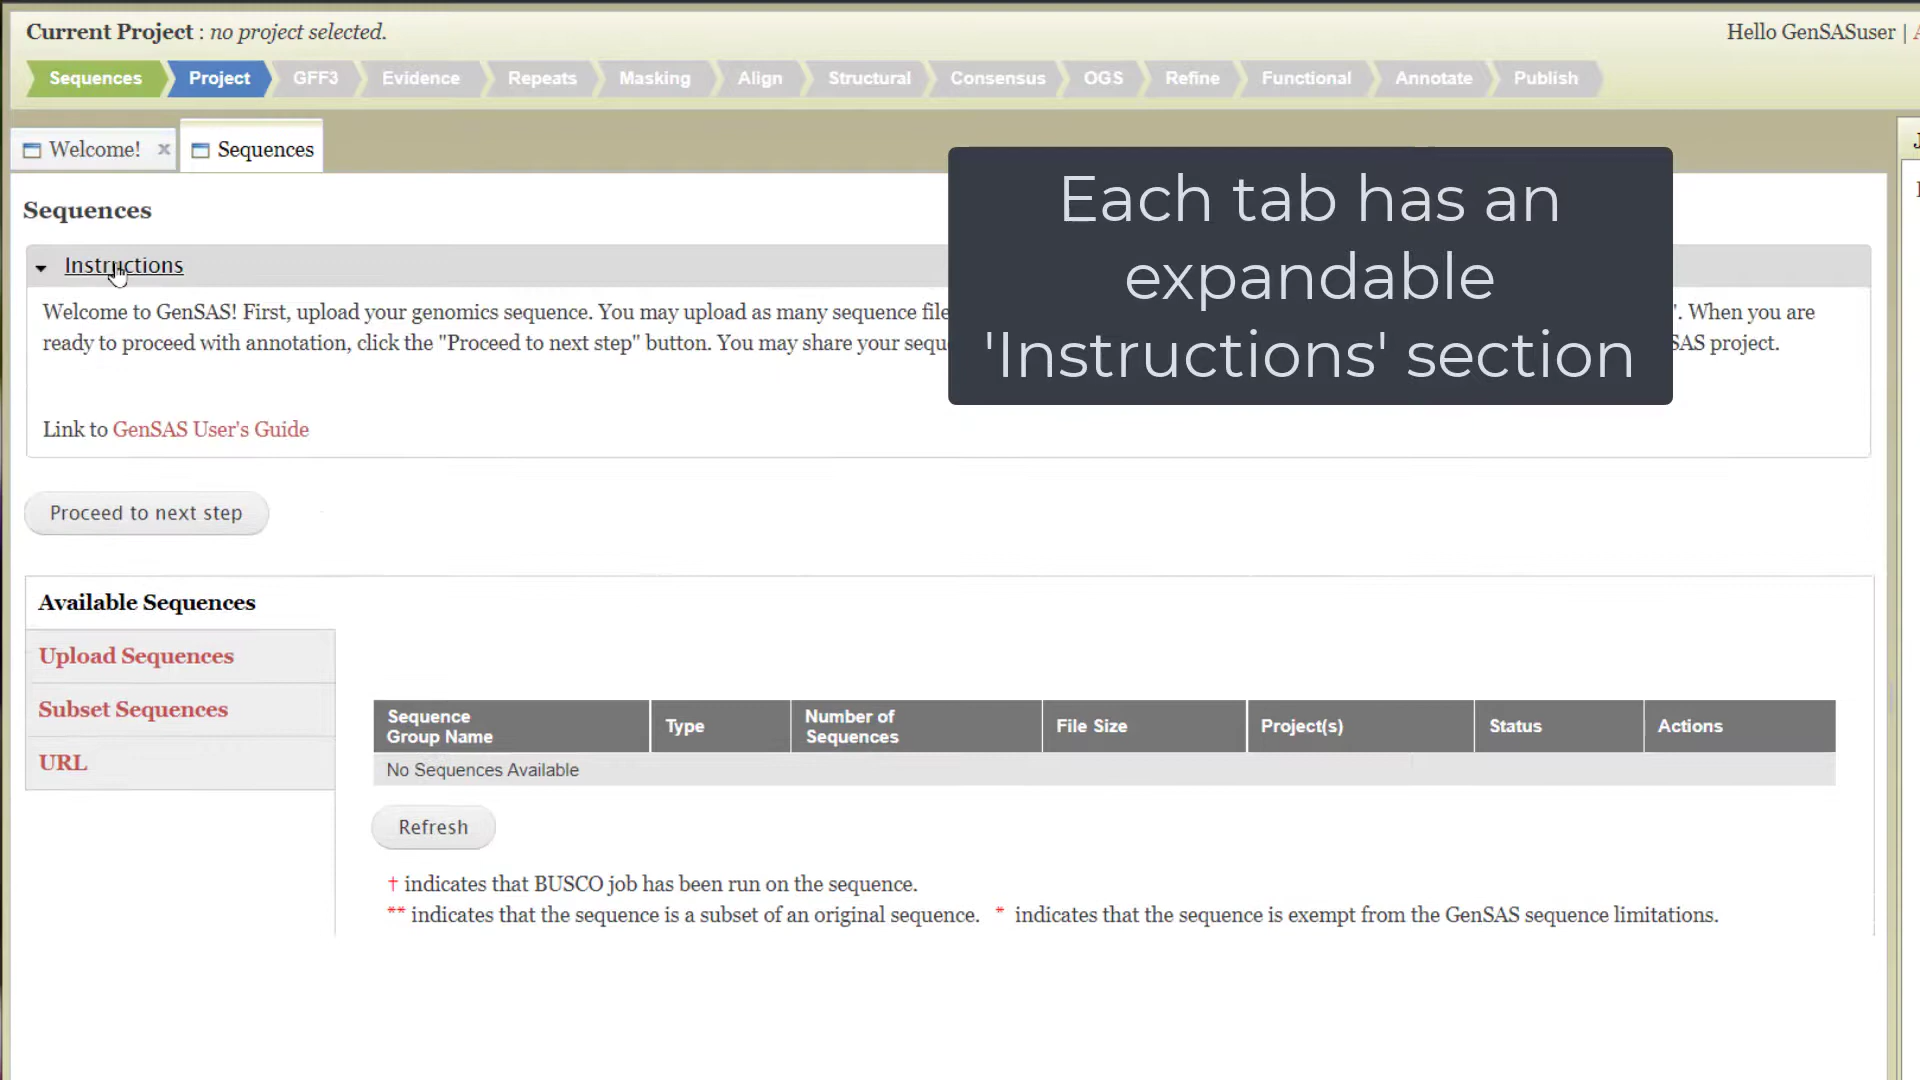 Current Project : no project selected.
Hello GenSASuser |
Sequences Project GFF3 Evidence Repeats Masking Align Structural Consensus OGS Refine Functional Annotate Publish
Welcome! Sequences
Sequences
Each tab has an
expandable
'Instructions' section
Instructions
Welcome to GenSAS! First, upload your genomics sequence. You may upload as many sequence file ". When you are
ready to proceed with annotation, click the "Proceed to next step" button. You may share your sequ SAS project.
Link to GenSAS User's Guide
Proceed to next step
Available Sequences
Upload Sequences
Subset Sequences
URL
Sequence Group Name Type Number of Sequences File Size Project(s) Status Actions
No Sequences Available
Refresh
† indicates that BUSCO job has been run on the sequence.
** indicates that the sequence is a subset of an original sequence. * indicates that the sequence is exempt from the GenSAS sequence limitations.